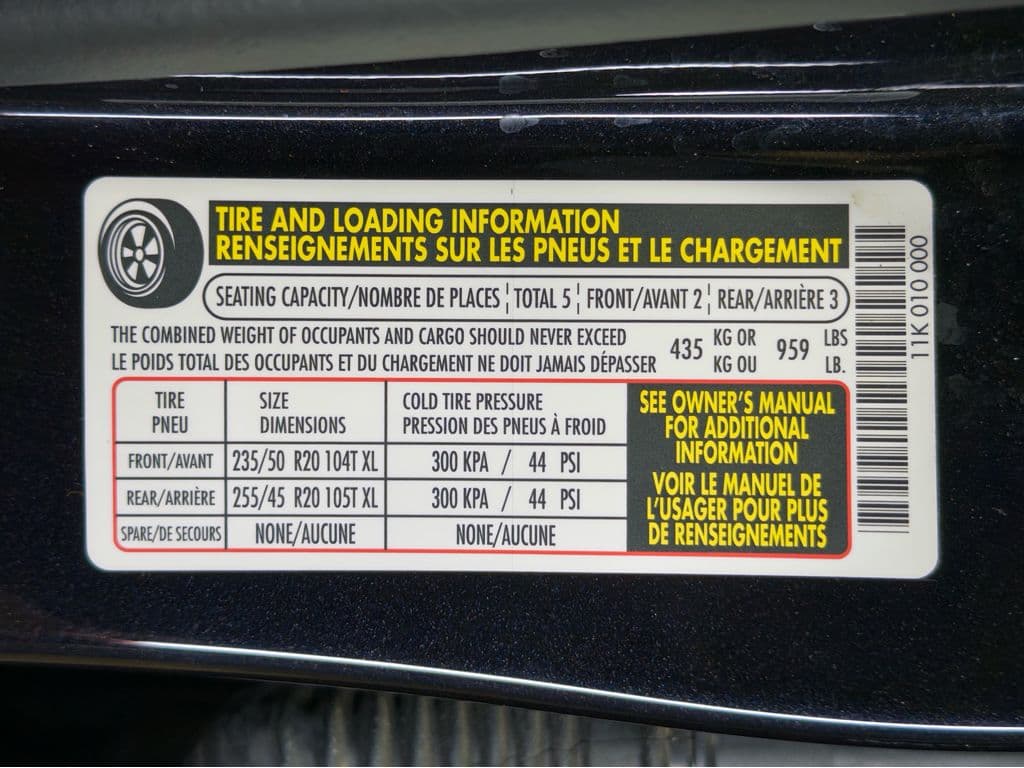 TIRE AND LOADING INFORMATION
RENSEIGNEMENTS SUR LES PNEUS ET LE CHARGEMENT
SEATING CAPACITY/NOMBRE DE PLACES TOTAL 5 FRONT/AVANT 2 REAR/ARRIÈRE 3
THE COMBINED WEIGHT OF OCCUPANTS AND CARGO SHOULD NEVER EXCEED
LE POIDS TOTAL DES OCCUPANTS ET DU CHARGEMENT NE DOIT JAMAIS DÉPASSER
435 KG OR 959 LBS
KG OU LB.
TIRE SIZE COLD TIRE PRESSURE
PNEU DIMENSIONS PRESSION DES PNEUS À FROID
FRONT/AVANT 235/50 R20 104T XL 300 KPA / 44 PSI
REAR/ARRIÈRE 255/45 R20 105T XL 300 KPA / 44 PSI
SPARE/DE SECOURS NONE/AUCUNE NONE/AUCUNE
SEE OWNER'S MANUAL
FOR ADDITIONAL
INFORMATION
VOIR LE MANUEL DE
L'USAGER POUR PLUS
DE RENSEIGNEMENTS
11K 010 000